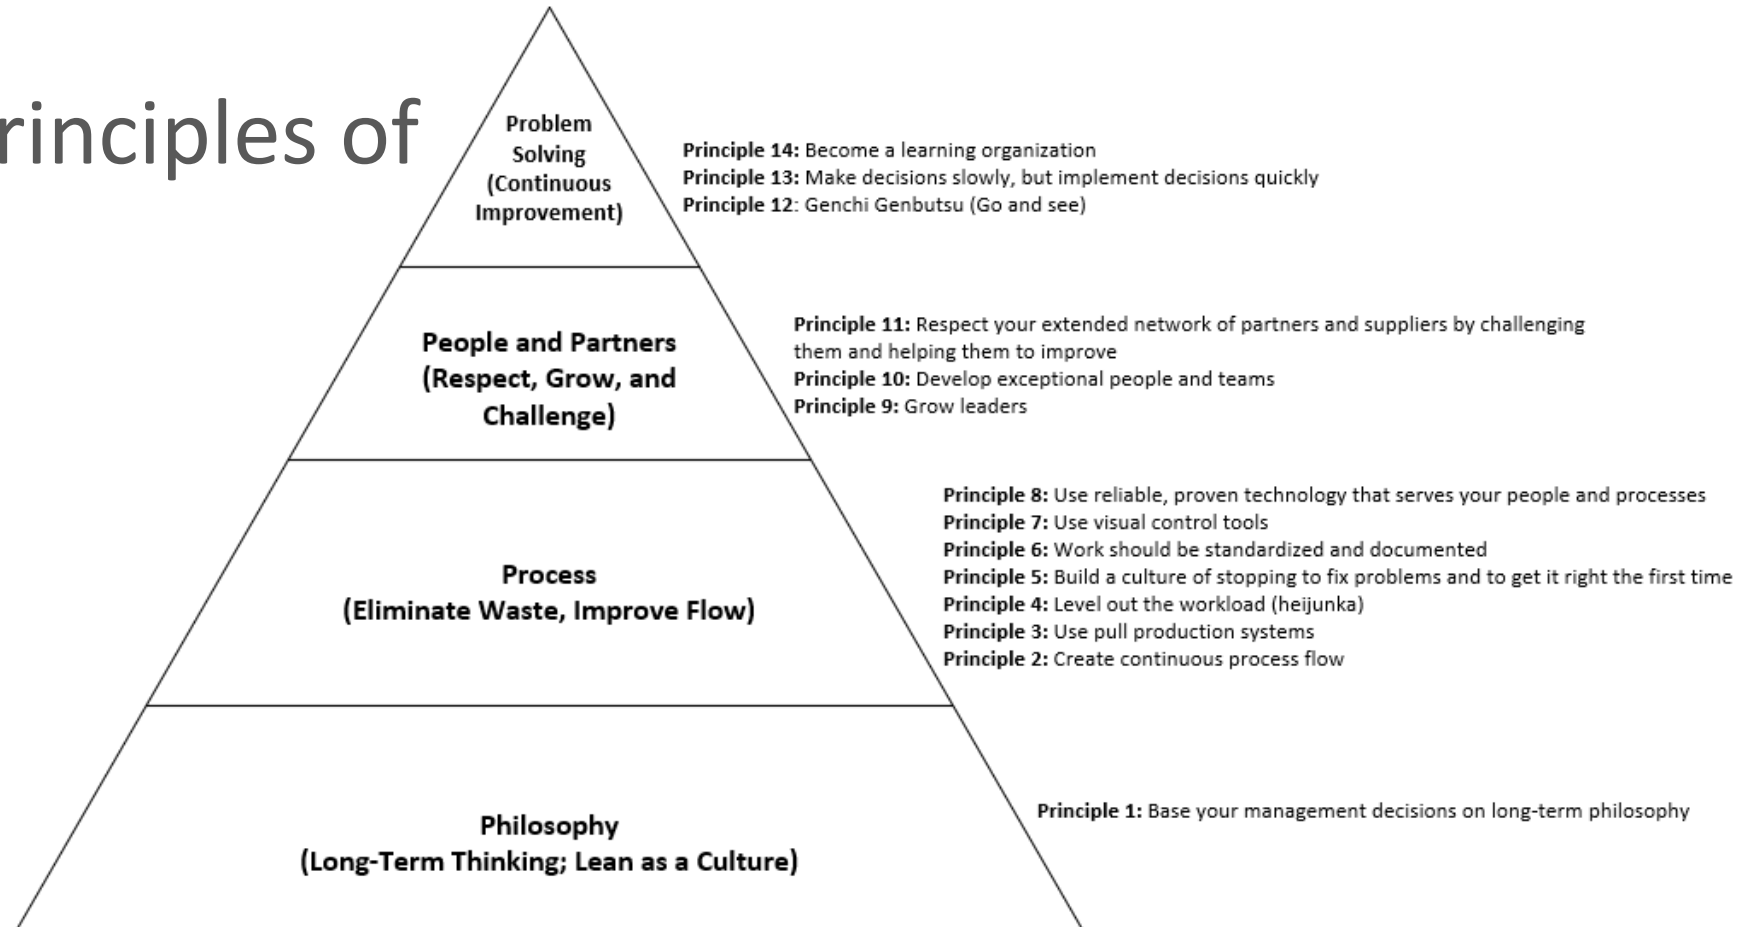 rinciples of
Problem
Solving
(Continuous
Improvement)
Principle 14: Become a learning organization
Principle 13: Make decisions slowly, but implement decisions quickly
Principle 12: Genchi Genbutsu (Go and see)
People and Partners
(Respect, Grow, and
Challenge)
Principle 11: Respect your extended network of partners and suppliers by challenging
them and helping them to improve
Principle 10: Develop exceptional people and teams
Principle 9: Grow leaders
Process
(Eliminate Waste, Improve Flow)
Principle 8: Use reliable, proven technology that serves your people and processes
Principle 7: Use visual control tools
Principle 6: Work should be standardized and documented
Principle 5: Build a culture of stopping to fix problems and to get it right the first time
Principle 4: Level out the workload (heijunka)
Principle 3: Use pull production systems
Principle 2: Create continuous process flow
Philosophy
(Long-Term Thinking; Lean as a Culture)
Principle 1: Base your management decisions on long-term philosophy